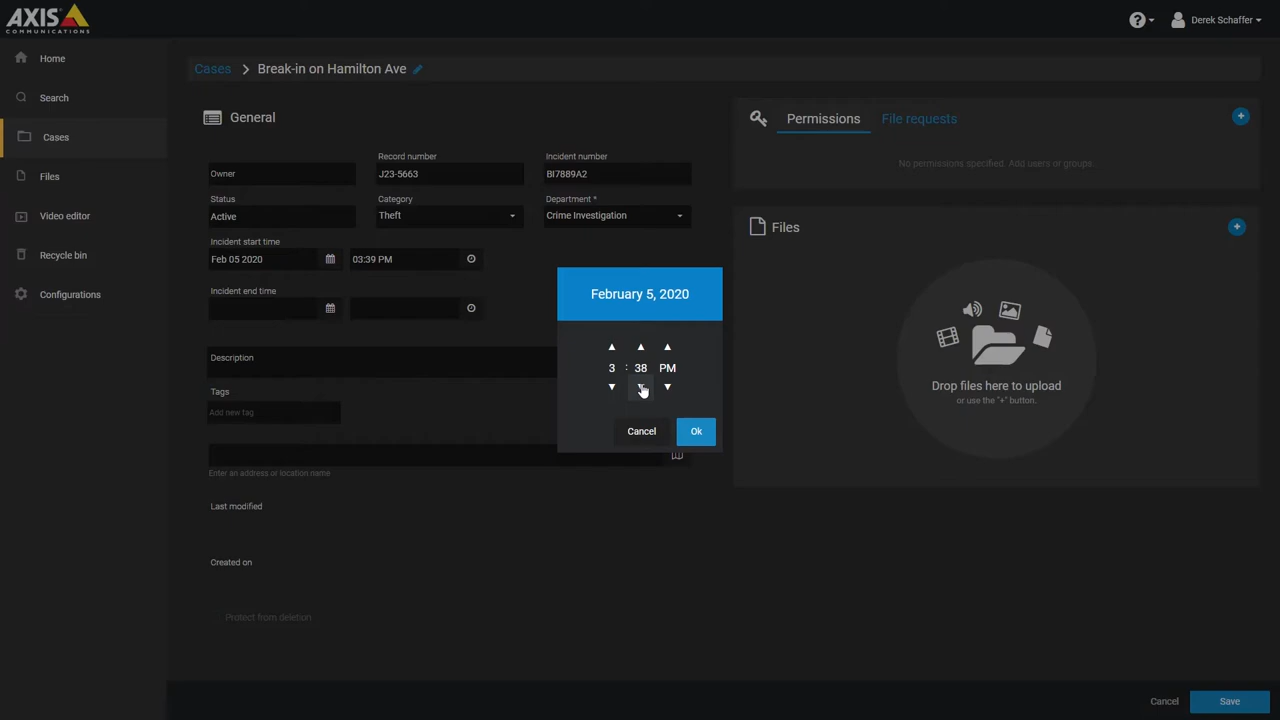 AXIS
COMMUNICATIONS
Derek Schaffer
Home
Search
Cases
Files
Video editor
Recycle bin
Configurations
Cases > Break-in on Hamilton Ave
General
Owner
Record number
J23-5663
Incident number
BI7889A2
Status
Active
Category
Theft
Department *
Crime Investigation
Incident start time
Feb 05 2020
03:39 PM
Incident end time
Description
Tags
Add new tag
Enter an address or location name
Last modified
Created on
Protect from deletion
February 5, 2020
3 : 38 PM
Cancel
Ok
Permissions
File requests
No permissions specified. Add users or groups.
Files
Drop files here to upload
or use the "+" button.
Cancel
Save